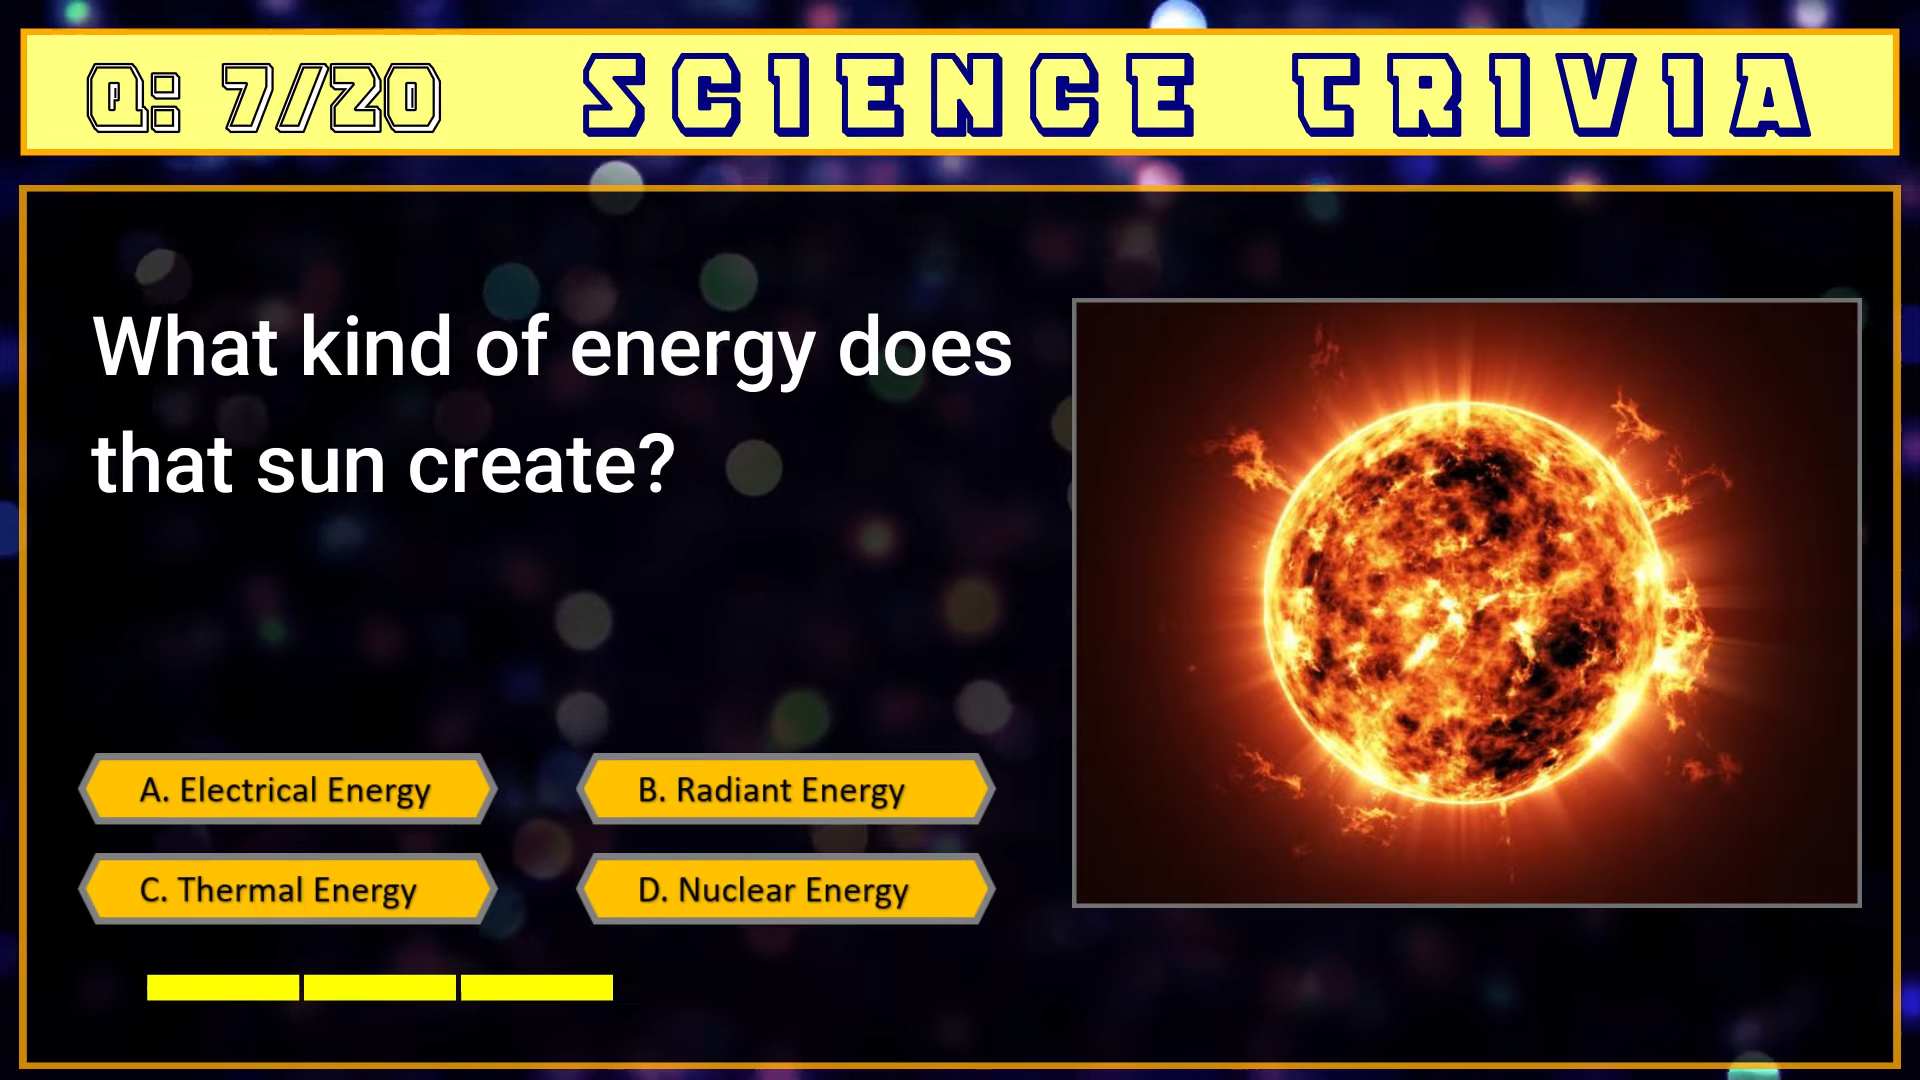 Q: 7/20 SCIENCE TRIVIA
What kind of energy does
that sun create?
A. Electrical Energy
B. Radiant Energy
C. Thermal Energy
D. Nuclear Energy